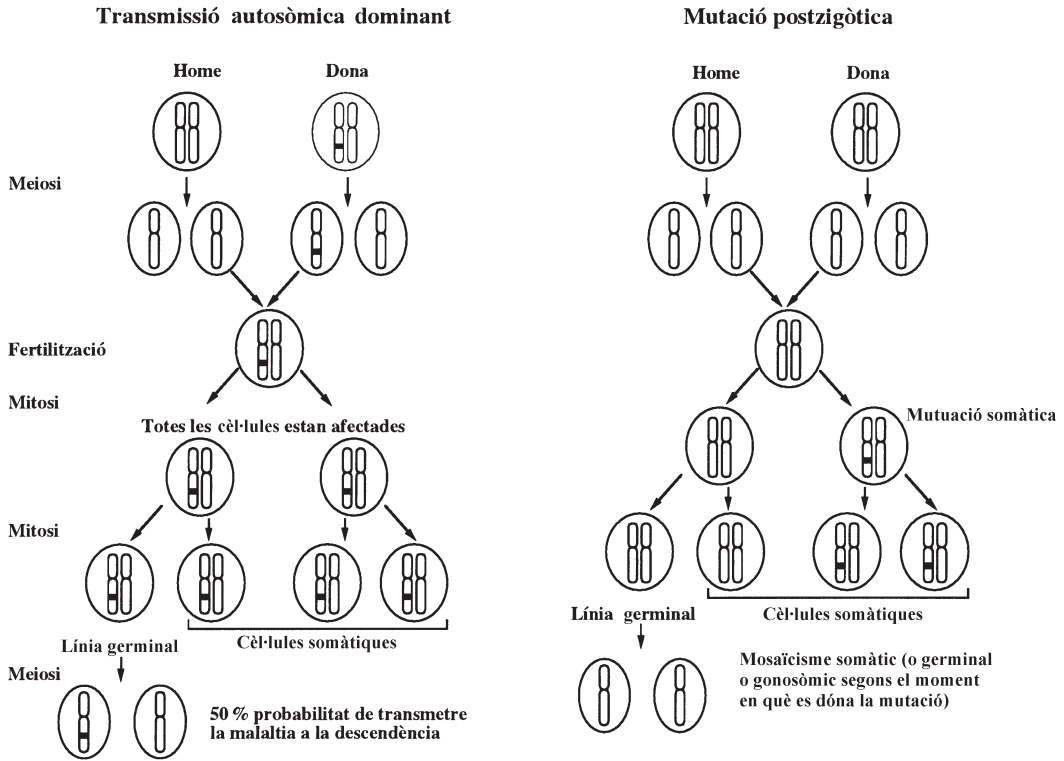 Transmissió autosòmica dominant
Home
Dona
Meiosi
Fertilització
Mitosi
Totes les cèl·lules estan afectades
Mitosi
Línia germinal
Cèl·lules somàtiques
Meiosi
50 % probabilitat de transmetre
la malaltia a la descendència
Mutació postzigòtica
Home
Dona
Mutuació somàtica
Línia germinal
Cèl·lules somàtiques
Mosaïcisme somàtic (o germinal
o gonosòmic segons el moment
en què es dóna la mutació)